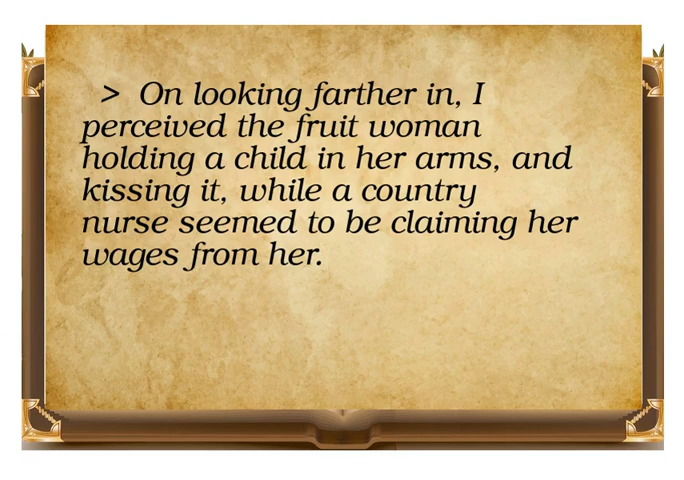 > On looking farther in, I
perceived the fruit woman
holding a child in her arms, and
kissing it, while a country
nurse seemed to be claiming her
wages from her.